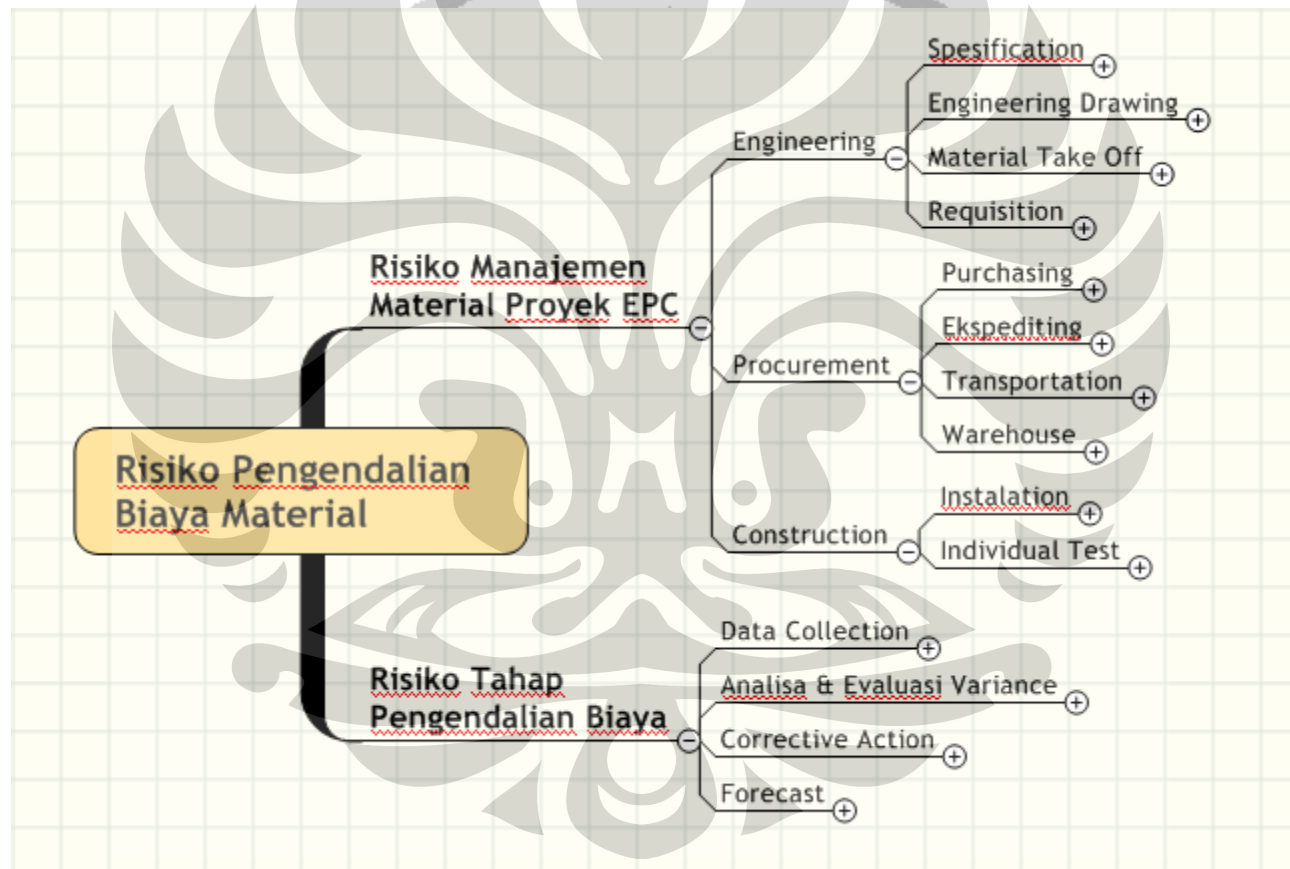 Risiko Pengendalian
Biaya Material
Risiko Manajemen
Material Proyek EPC
Engineering
Spesification
Engineering Drawing
Material Take Off
Requisition
Procurement
Purchasing
Ekspediting
Transportation
Warehouse
Construction
Instalation
Individual Test
Risiko Tahap
Pengendalian Biaya
Data Collection
Analisa & Evaluasi Variance
Corrective Action
Forecast